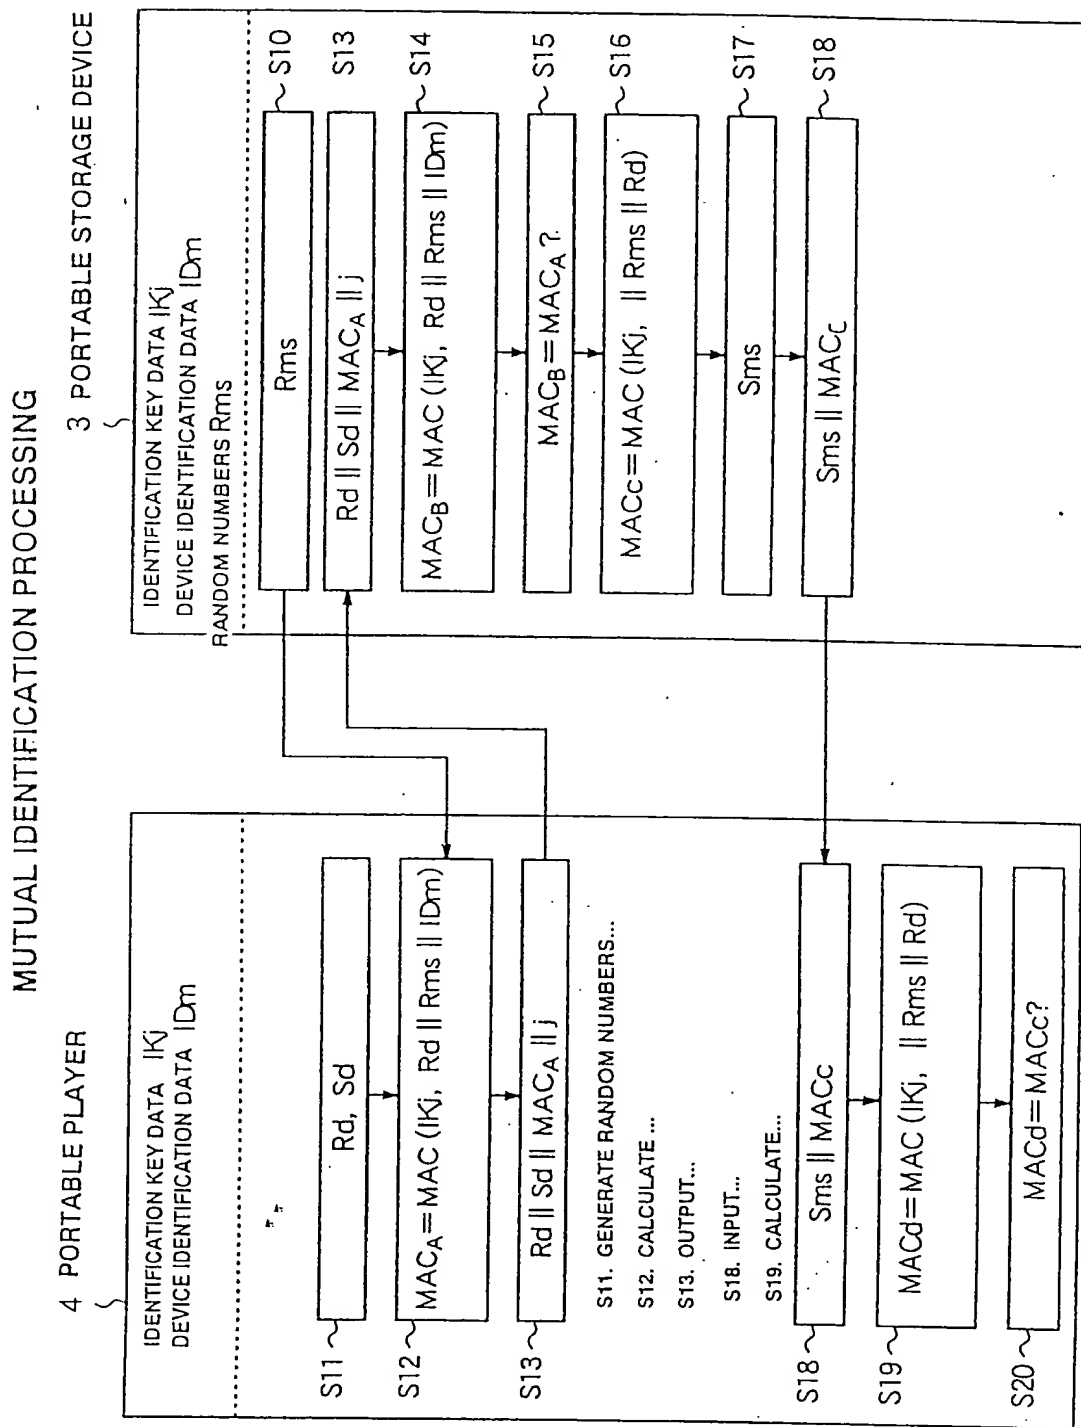 MUTUAL IDENTIFICATION PROCESSING
4 PORTABLE PLAYER
IDENTIFICATION KEY DATA IKj
DEVICE IDENTIFICATION DATA IDm
S11
Rd, Sd
S12
MACA=MAC (IKj, Rd || Rms || IDm)
S13
Rd || Sd || MACA || j
S11. GENERATE RANDOM NUMBERS...
S12. CALCULATE ...
S13. OUTPUT...
S18. INPUT...
S19. CALCULATE...
S18
Sms || MACc
S19
MACd=MAC (IKj, || Rms || Rd)
S20
MACd=MACc?
3 PORTABLE STORAGE DEVICE
IDENTIFICATION KEY DATA IKj
DEVICE IDENTIFICATION DATA IDm
RANDOM NUMBERS Rms
Rms
S10
Rd || Sd || MACA || j
S13
MACB=MAC (IKj, Rd || Rms || IDm)
S14
MACB=MACA?
S15
MACc=MAC (IKj, || Rms || Rd)
S16
Sms
S17
Sms || MACC
S18